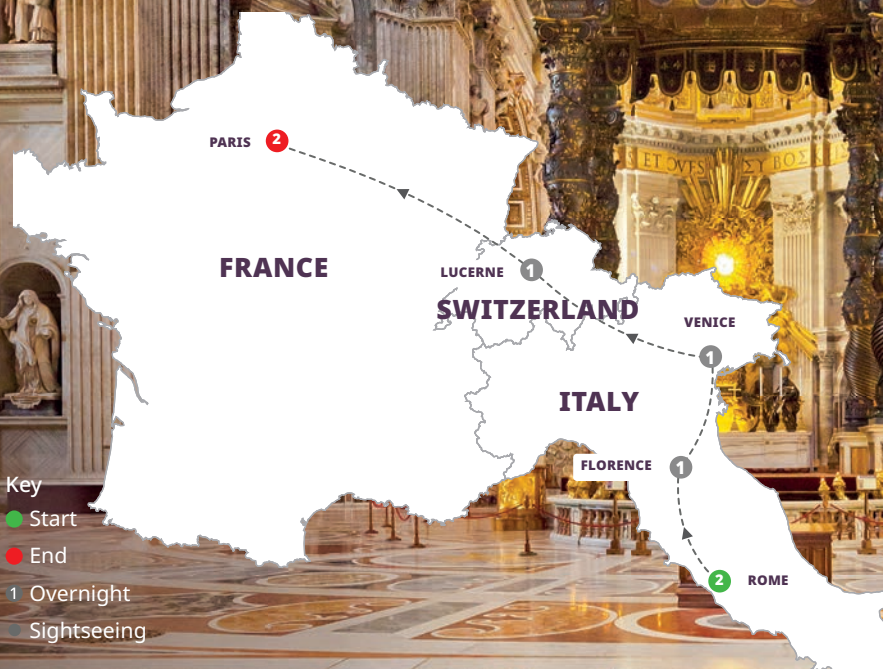 PARIS
2
FRANCE
LUCERNE
1
SWITZERLAND
VENICE
1
ITALY
FLORENCE
1
2
ROME
Key
Start
End
1 Overnight
Sightseeing